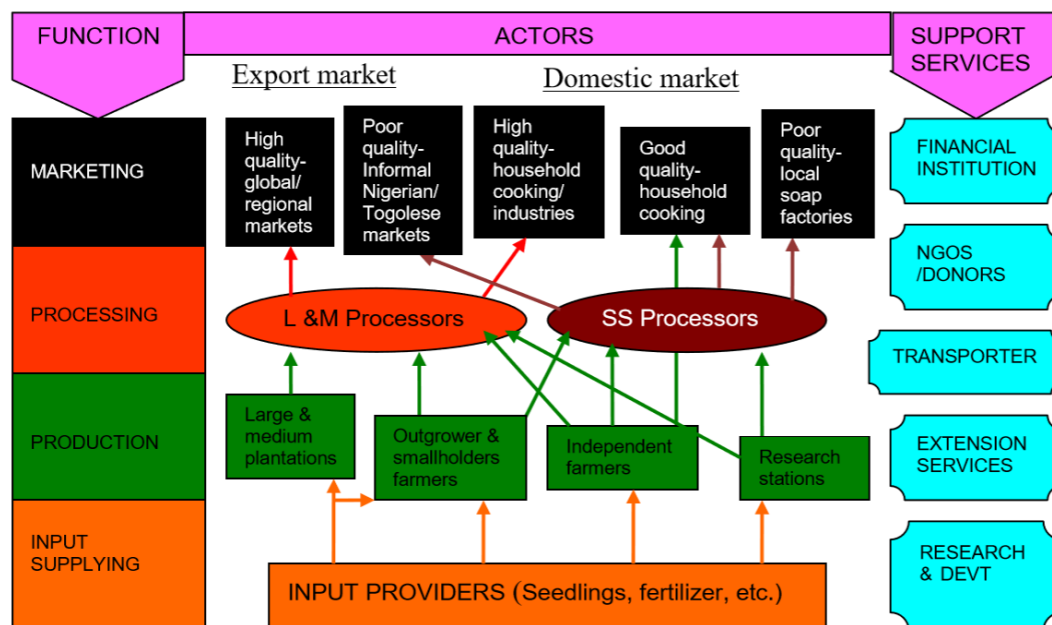 FUNCTION
ACTORS
SUPPORT
SERVICES
Export market
Domestic market
MARKETING
High
quality-
global/
regional
markets
Poor
quality-
Informal
Nigerian/
Togolese
markets
High
quality-
household
cooking/
industries
Good
quality-
household
cooking
Poor
quality-
local
soap
factories
FINANCIAL
INSTITUTION
NGOS
/DONORS
PROCESSING
L &M Processors
SS Processors
TRANSPORTER
PRODUCTION
Large &
medium
plantations
Outgrower &
smallholders
farmers
Independent
farmers
Research
stations
EXTENSION
SERVICES
INPUT
SUPPLYING
INPUT PROVIDERS (Seedlings, fertilizer, etc.)
RESEARCH
& DEVT